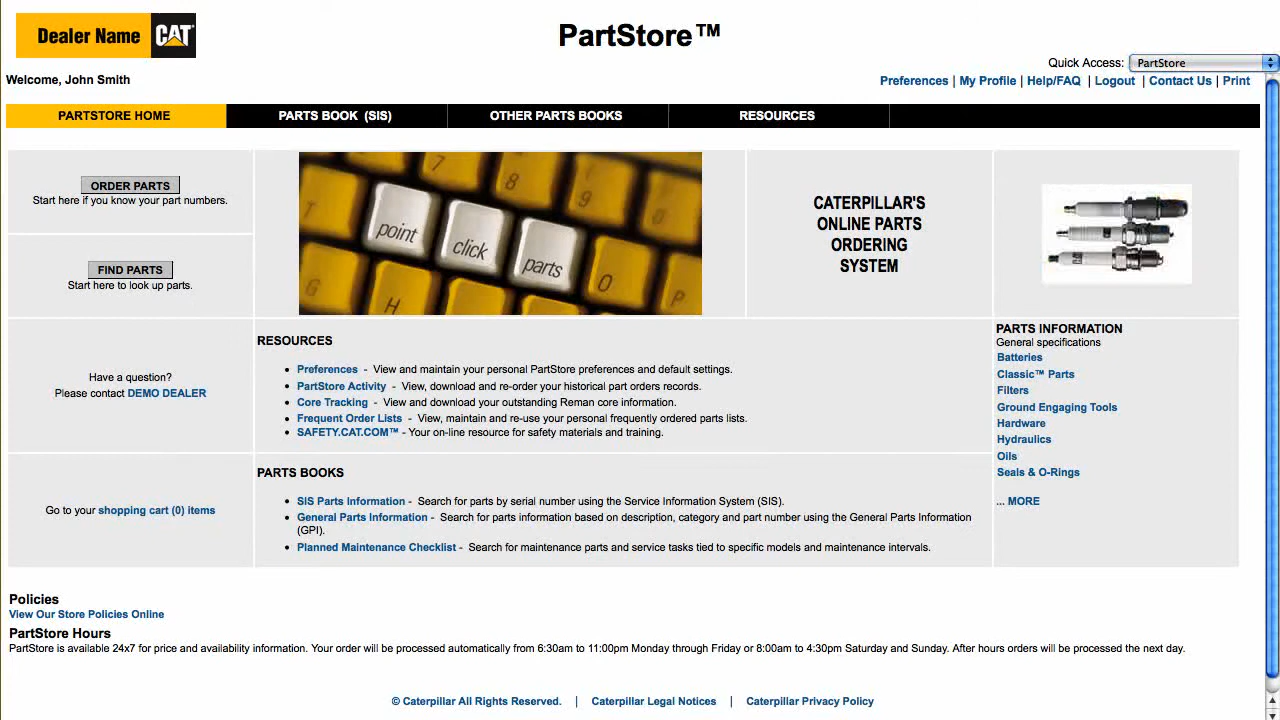 Dealer Name CAT
PartStore™
Quick Access: PartStore
Welcome, John Smith
Preferences | My Profile | Help/FAQ | Logout | Contact Us | Print
PARTSTORE HOME
PARTS BOOK (SIS)
OTHER PARTS BOOKS
RESOURCES
ORDER PARTS
Start here if you know your part numbers.
FIND PARTS
Start here to look up parts.
7
8
9
0
T
point
click
parts
O
P
G
H
CATERPILLAR'S
ONLINE PARTS
ORDERING
SYSTEM
Have a question?
Please contact DEMO DEALER
RESOURCES
• Preferences - View and maintain your personal PartStore preferences and default settings.
• PartStore Activity - View, download and re-order your historical part orders records.
• Core Tracking - View and download your outstanding Reman core information.
• Frequent Order Lists - View, maintain and re-use your personal frequently ordered parts lists.
• SAFETY.CAT.COM™ - Your on-line resource for safety materials and training.
PARTS INFORMATION
General specifications
Batteries
Classic™ Parts
Filters
Ground Engaging Tools
Hardware
Hydraulics
Oils
Seals & O-Rings
... MORE
Go to your shopping cart (0) items
PARTS BOOKS
• SIS Parts Information - Search for parts by serial number using the Service Information System (SIS).
• General Parts Information - Search for parts information based on description, category and part number using the General Parts Information
(GPI).
• Planned Maintenance Checklist - Search for maintenance parts and service tasks tied to specific models and maintenance intervals.
Policies
View Our Store Policies Online
PartStore Hours
PartStore is available 24x7 for price and availability information. Your order will be processed automatically from 6:30am to 11:00pm Monday through Friday or 8:00am to 4:30pm Saturday and Sunday. After hours orders will be processed the next day.
© Caterpillar All Rights Reserved. | Caterpillar Legal Notices | Caterpillar Privacy Policy